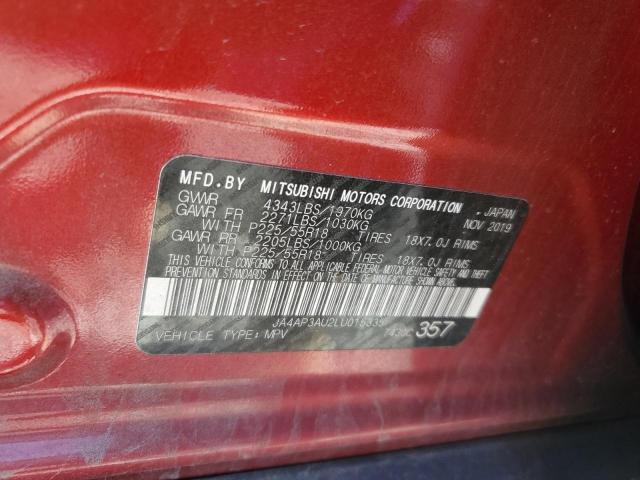 MFD. BY MITSUBISHI MOTORS CORPORATION , JAPAN
GVWR 4343LBS/1970KG NOV 2019
GAWR FR 2271LBS/1030KG
WITH P225/55R18 TIRES 18X7.0J RIMS
GAWR RR 2205LBS/1000KG
WITH P225/55R18 TIRES 18X7.0J RIMS
THIS VEHICLE CONFORMS TO ALL APPLICABLE FEDERAL MOTOR VEHICLE SAFETY AND THEFT
PREVENTION STANDARDS IN EFFECT ON THE DATE OF MANUFACTURE SHOWN ABOVE.
VEHICLE TYPE: MPV 357